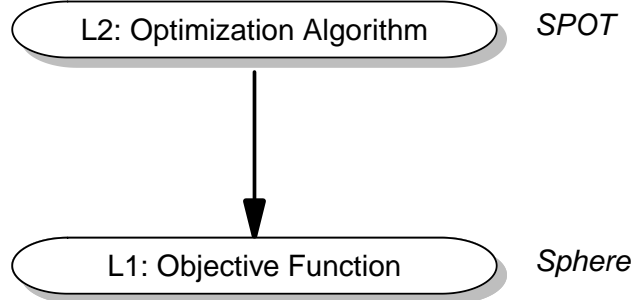 L2: Optimization Algorithm SPOT
L1: Objective Function Sphere